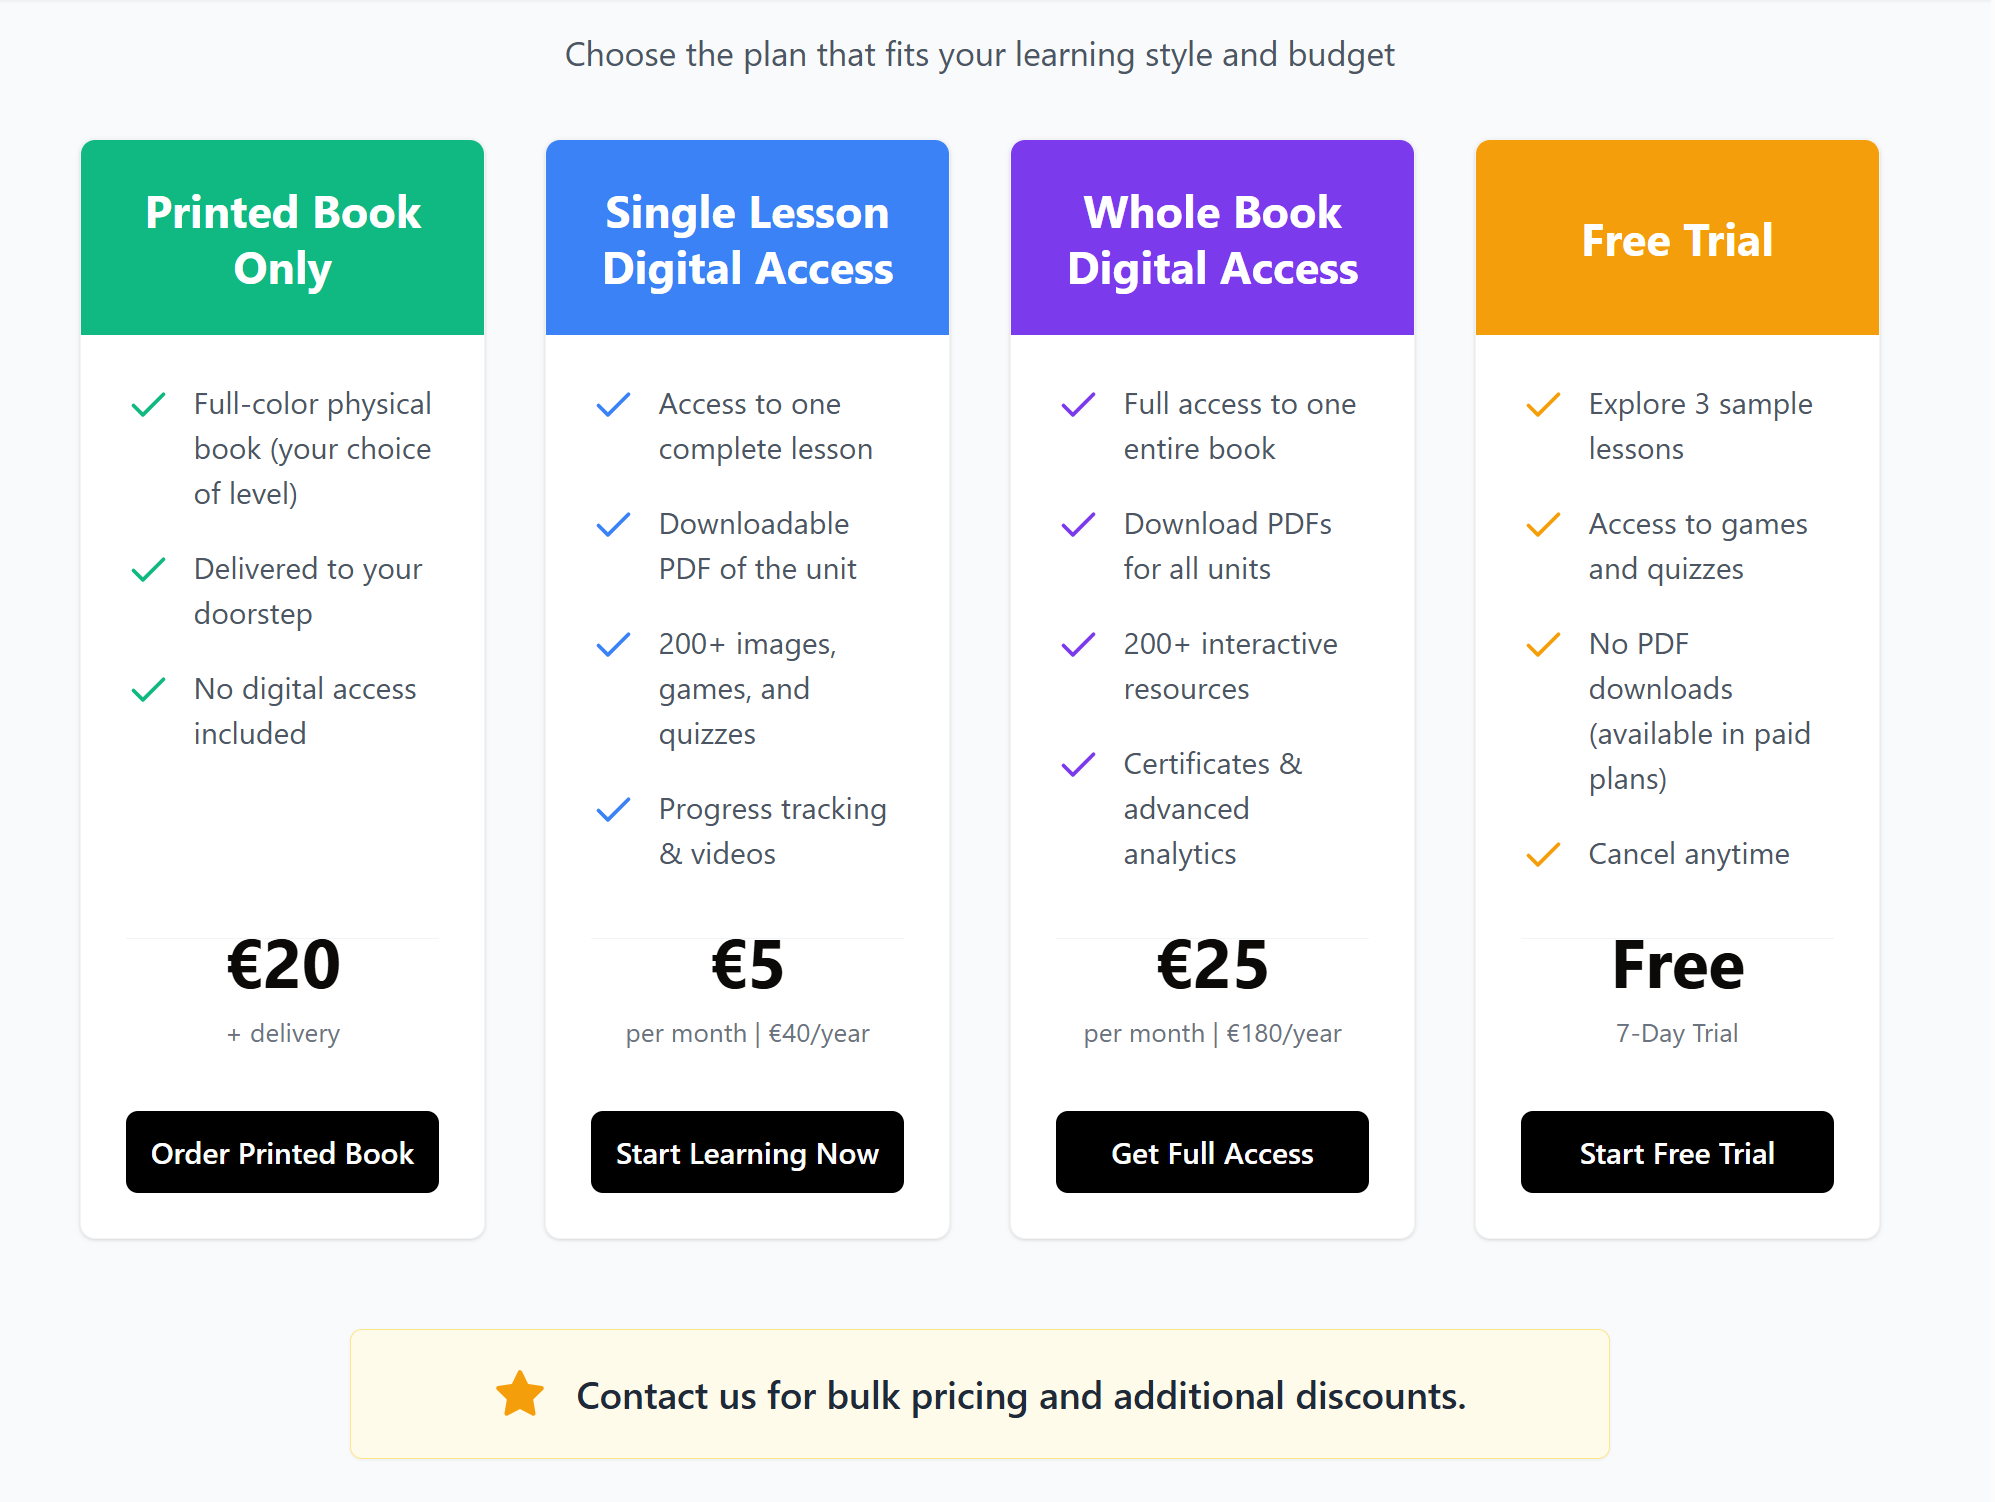 Choose the plan that fits your learning style and budget
Printed Book
Only
Full-color physical
book (your choice
of level)
Delivered to your
doorstep
No digital access
included
€20
+ delivery
Order Printed Book
Single Lesson
Digital Access
Access to one
complete lesson
Downloadable
PDF of the unit
200+ images,
games, and
quizzes
Progress tracking
& videos
€5
per month | €40/year
Start Learning Now
Whole Book
Digital Access
Full access to one
entire book
Download PDFs
for all units
200+ interactive
resources
Certificates &
advanced
analytics
€25
per month | €180/year
Get Full Access
Free Trial
Explore 3 sample
lessons
Access to games
and quizzes
No PDF
downloads
(available in paid
plans)
Cancel anytime
Free
7-Day Trial
Start Free Trial
Contact us for bulk pricing and additional discounts.